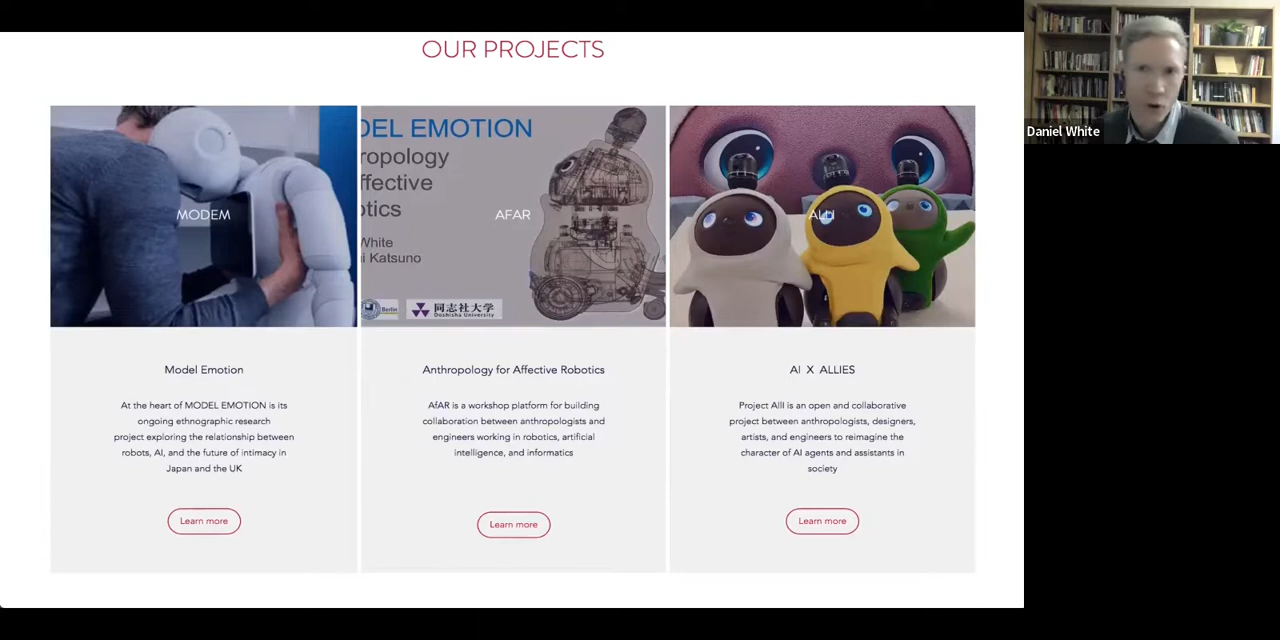 OUR PROJECTS
Daniel White
MODEM
DEL EMOTION
ropology
ffective
otics
White
i Katsuno
Berlin
同志社大学
Doshisha University
AFAR
ALLI
Model Emotion
At the heart of MODEL EMOTION is its
ongoing ethnographic research
project exploring the relationship between
robots, AI, and the future of intimacy in
Japan and the UK
Learn more
Anthropology for Affective Robotics
AfAR is a workshop platform for building
collaboration between anthropologists and
engineers working in robotics, artificial
intelligence, and informatics
Learn more
AI X ALLIES
Project AllI is an open and collaborative
project between anthropologists, designers,
artists, and engineers to reimagine the
character of AI agents and assistants in
society
Learn more